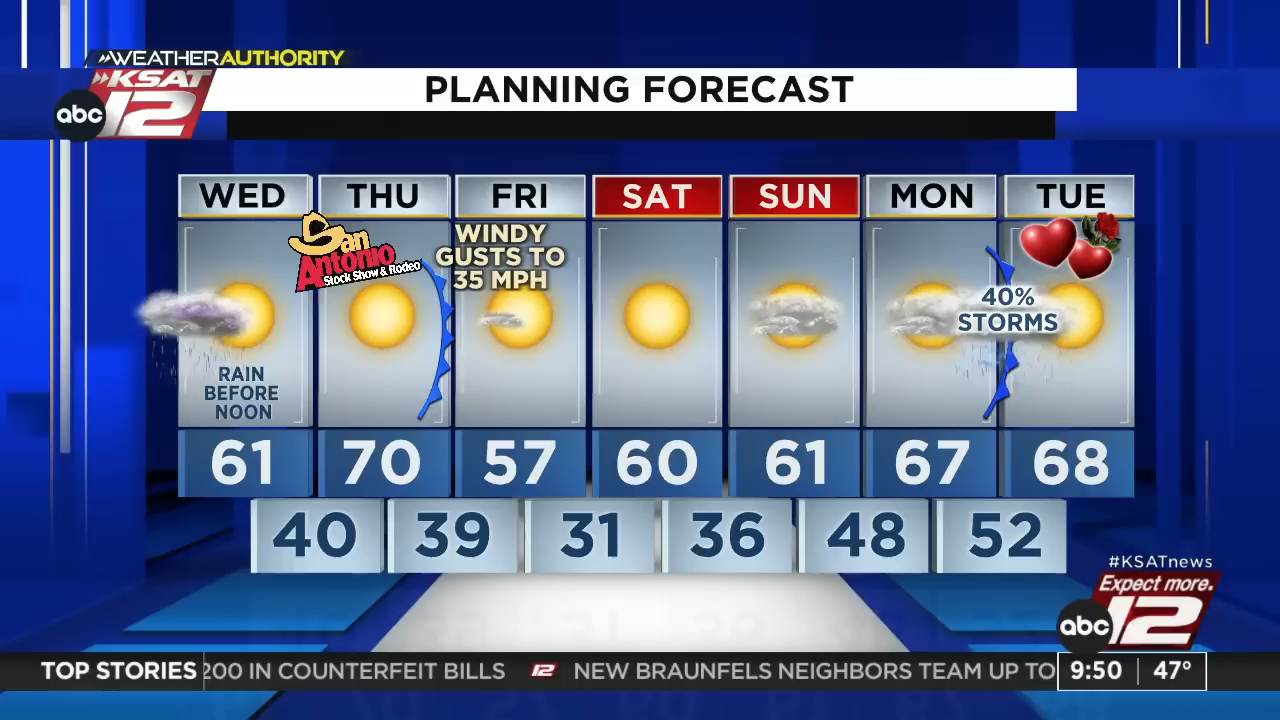 »WEATHERAUTHORITY
»KSAT
abc 12
PLANNING FORECAST
WED THU FRI SAT SUN MON TUE
San
Antonio
Stock Show & Rodeo
WINDY
GUSTS TO
35 MPH
40%
STORMS
RAIN
BEFORE
NOON
61 70 57 60 61 67 68
40 39 31 36 48 52
#KSATnews
Expect more.
abc 12
TOP STORIES 200 IN COUNTERFEIT BILLS 12 NEW BRAUNFELS NEIGHBORS TEAM UP TO 9:50 47°